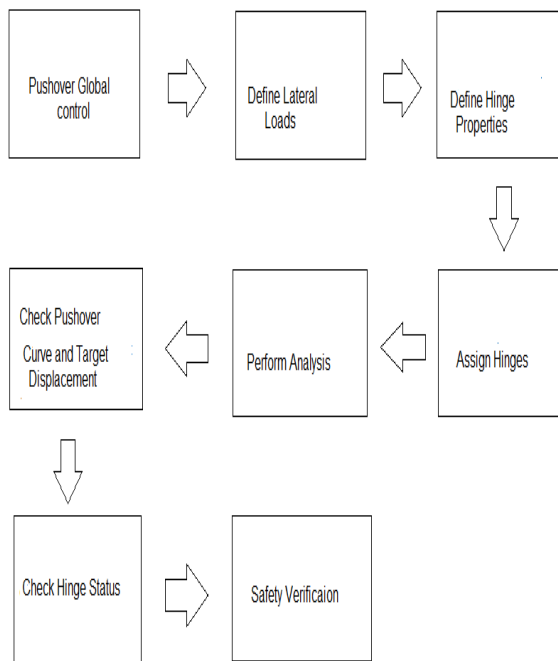 Pushover Global
control
Define Lateral
Loads
Define Hinge
Properties
Assign Hinges
Perform Analysis
Check Pushover
Curve and Target
Displacement
Check Hinge Status
Safety Verificaion